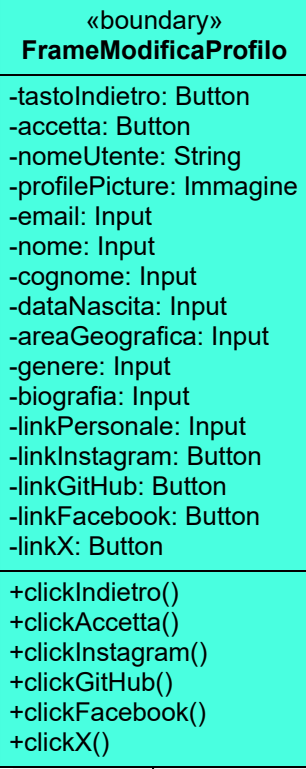 «boundary»
FrameModificaProfilo
-tastoIndietro: Button
-accetta: Button
-nomeUtente: String
-profilePicture: Immagine
-email: Input
-nome: Input
-cognome: Input
-dataNascita: Input
-areaGeografica: Input
-genere: Input
-biografia: Input
-linkPersonale: Input
-linkInstagram: Button
-linkGitHub: Button
-linkFacebook: Button
-linkX: Button
+clickIndietro()
+clickAccetta()
+clickInstagram()
+clickGitHub()
+clickFacebook()
+clickX()